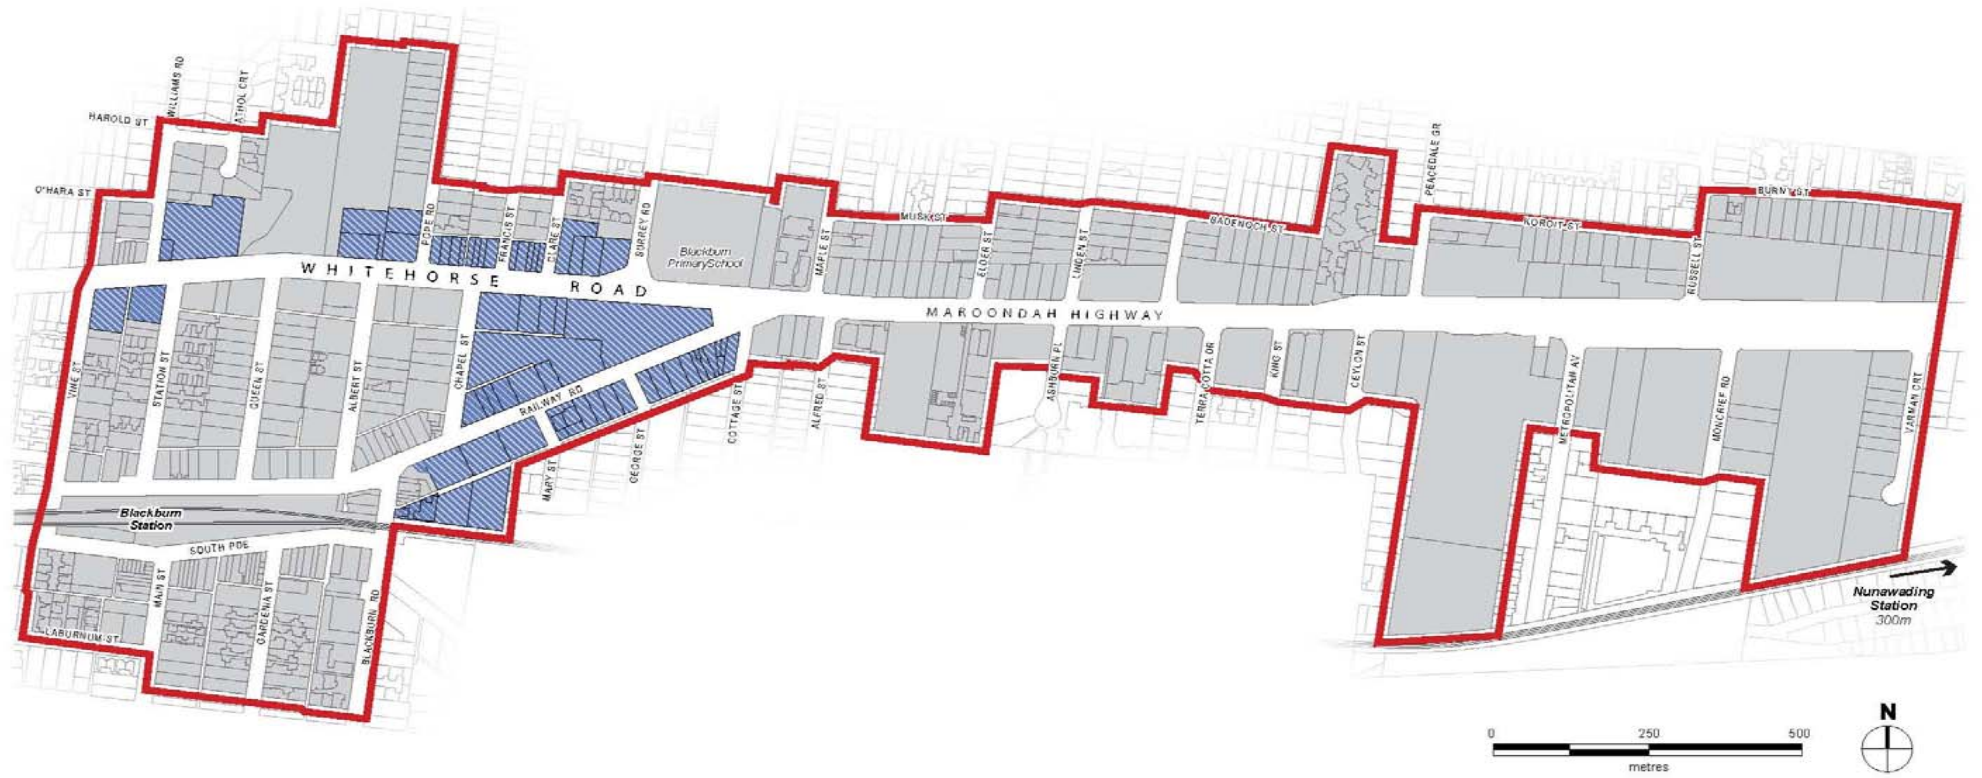 WILLIAMS RD
ATHOL CRT
HAROLD ST
O'HARA ST
POPE RD
FRANCIS ST
CLARE ST
SURREY RD
Blackburn
PrimarySchool
MAPLE ST
MUSK ST
ELDER ST
LINDEN ST
BADENOCH ST
PEACEDALE GR
KOROIT ST
RUSSELL ST
BURNT ST
WHITEHORSE ROAD
MAROONDAH HIGHWAY
VINE ST
STATION ST
QUEEN ST
ALBERT ST
CHAPEL ST
RAILWAY RD
MARY ST
GEORGE ST
COTTAGE ST
ALFRED ST
ASHBURN PL
TERRACOTTA DR
KING ST
CEYLON ST
METROPOLITAN AV
MONCRIEF RD
VARMAN CRT
Blackburn
Station
SOUTH PDE
MAIN ST
GARDENIA ST
BLACKBURN RD
LABURNUM ST
Nunawading
Station
300m
N
0 250 500
metres